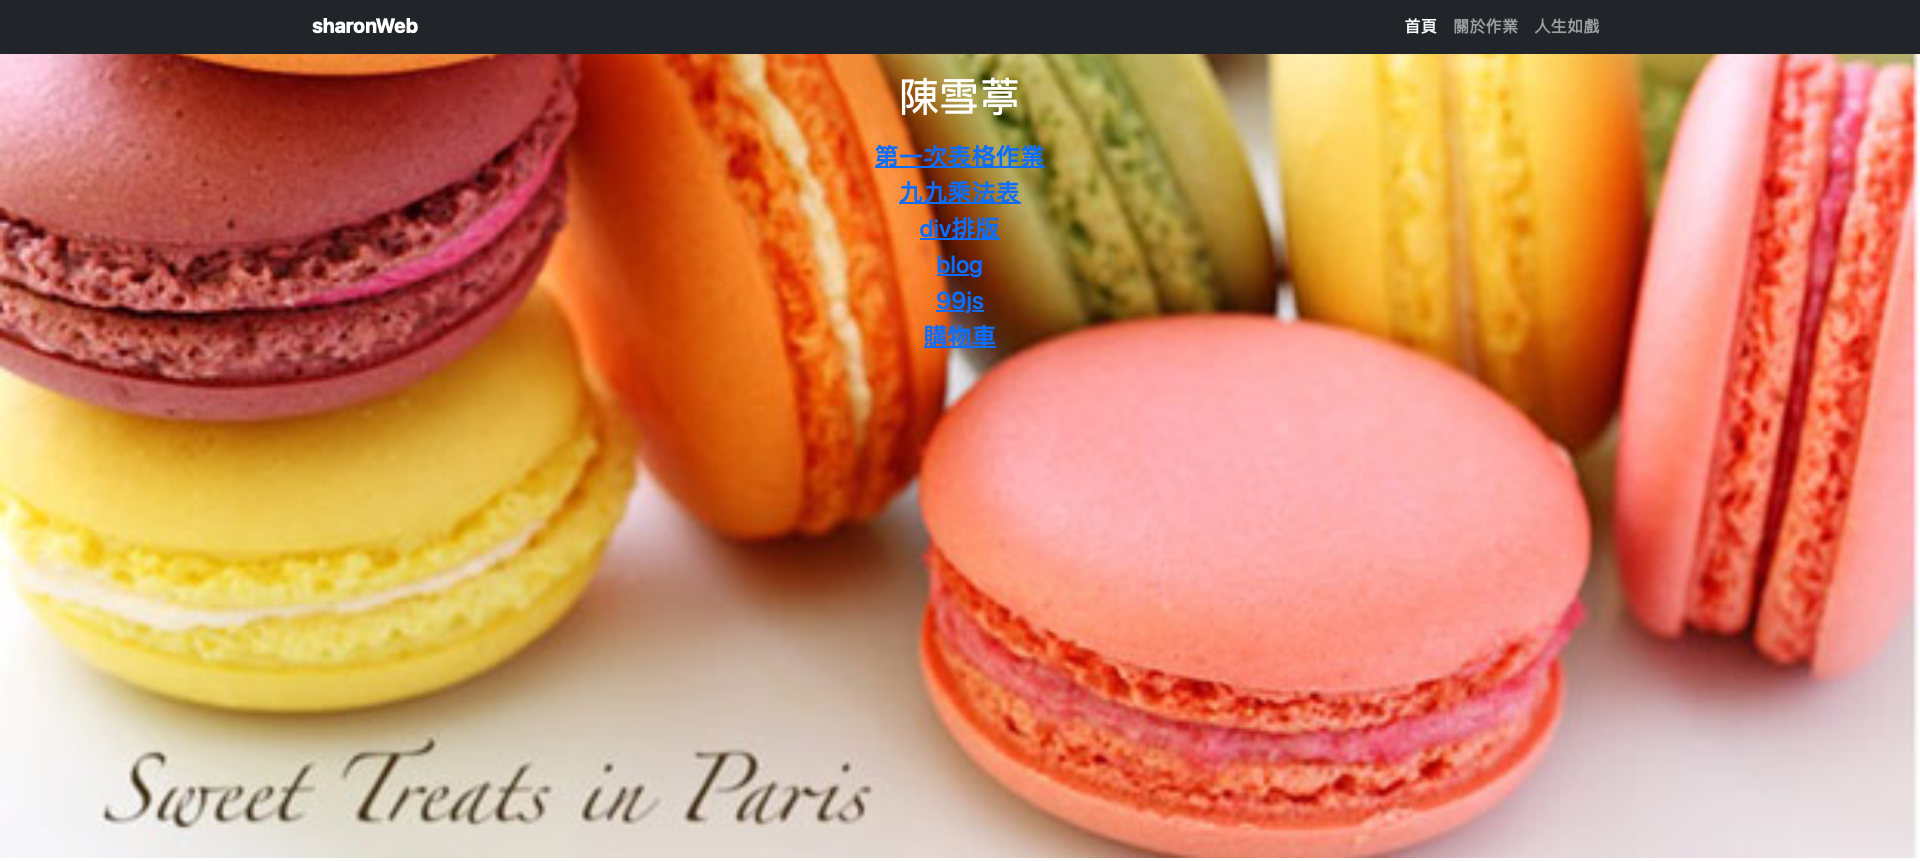 sharonWeb
首頁 關於作業 人生如戲
陳雪葶
第一次表格作業
九九乘法表
div排版
blog
99js
購物車
Sweet Treats in Paris